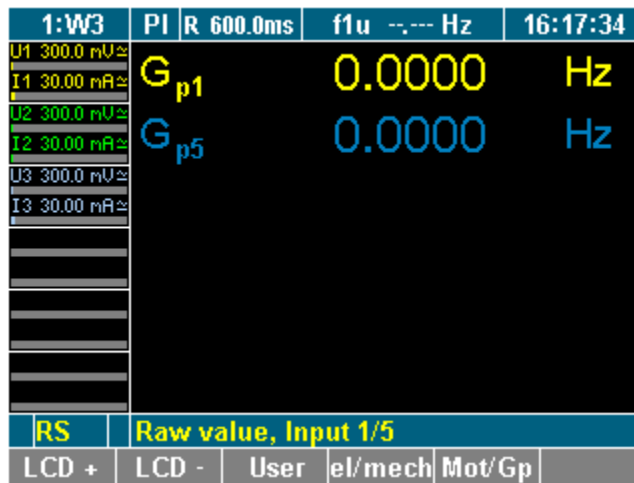 1:W3 PI R 600.0ms f1u --.--- Hz 16:17:34
U1 300.0 mV≃
I1 30.00 mA≃
Gp1 0.0000 Hz
U2 300.0 mV≃
I2 30.00 mA≃
Gp5 0.0000 Hz
U3 300.0 mV≃
I3 30.00 mA≃
RS Raw value, Input 1/5
LCD + LCD - User el/mech Mot/Gp